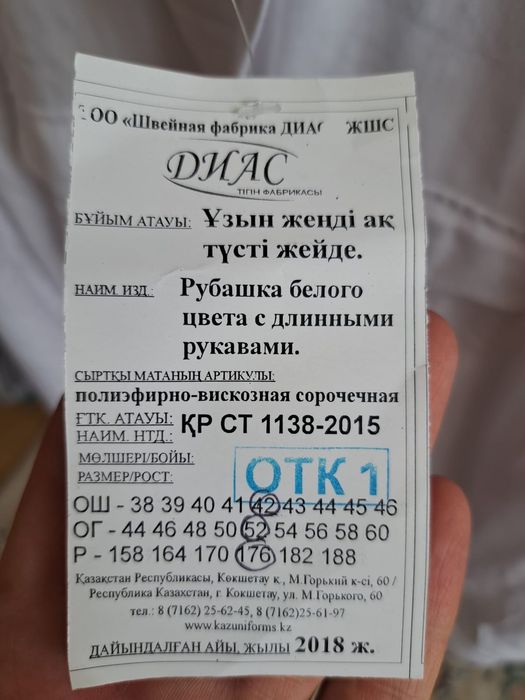 ОО «Швейная фабрика ДИАС ЖШС
ДИАС
ТІГІН ФАБРИКАСЫ
БҰЙЫМ АТАУЫ: Ұзын жеңді ақ
түсті жейде.
НАИМ. ИЗД.: Рубашка белого
цвета с длинными
рукавами.
СЫРТҚЫ МАТАНЫҢ АРТИКУЛЫ:
полиэфирно-вискозная сорочечная
ҒТҚ. АТАУЫ: ҚР СТ 1138-2015
НАИМ. НТД.:
МӨЛШЕРІ/БОЙЫ:
РАЗМЕР/РОСТ:
ОТК 1
ОШ - 38 39 40 41 42 43 44 45 46
ОГ - 44 46 48 50 52 54 56 58 60
Р - 158 164 170 176 182 188
Қазақстан Республикасы, Көкшетау қ., М.Горький к-сі, 60 /
Республика Казахстан, г. Кокшетау, ул. М Горького, 60
тел.: 8 (7162) 25-62-45, 8 (7162)25-61-97
www.kazuniforms.kz
ДАЙЫНДАЛҒАН АЙЫ, ЖЫЛЫ 2018 ж.